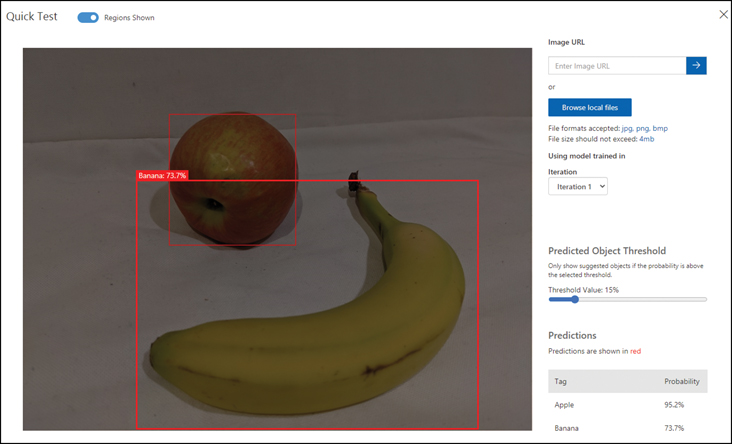 Quick Test
Regions Shown
Image URL
Enter Image URL
or
Browse local files
File formats accepted: jpg, png, bmp
File size should not exceed: 4mb
Using model trained in
Iteration
Iteration 1
Banana: 73.7%
Predicted Object Threshold
Only show suggested objects if the probability is above
the selected threshold.
Threshold Value: 15%
Predictions
Predictions are shown in red
Tag Probability
Apple 95.2%
Banana 73.7%